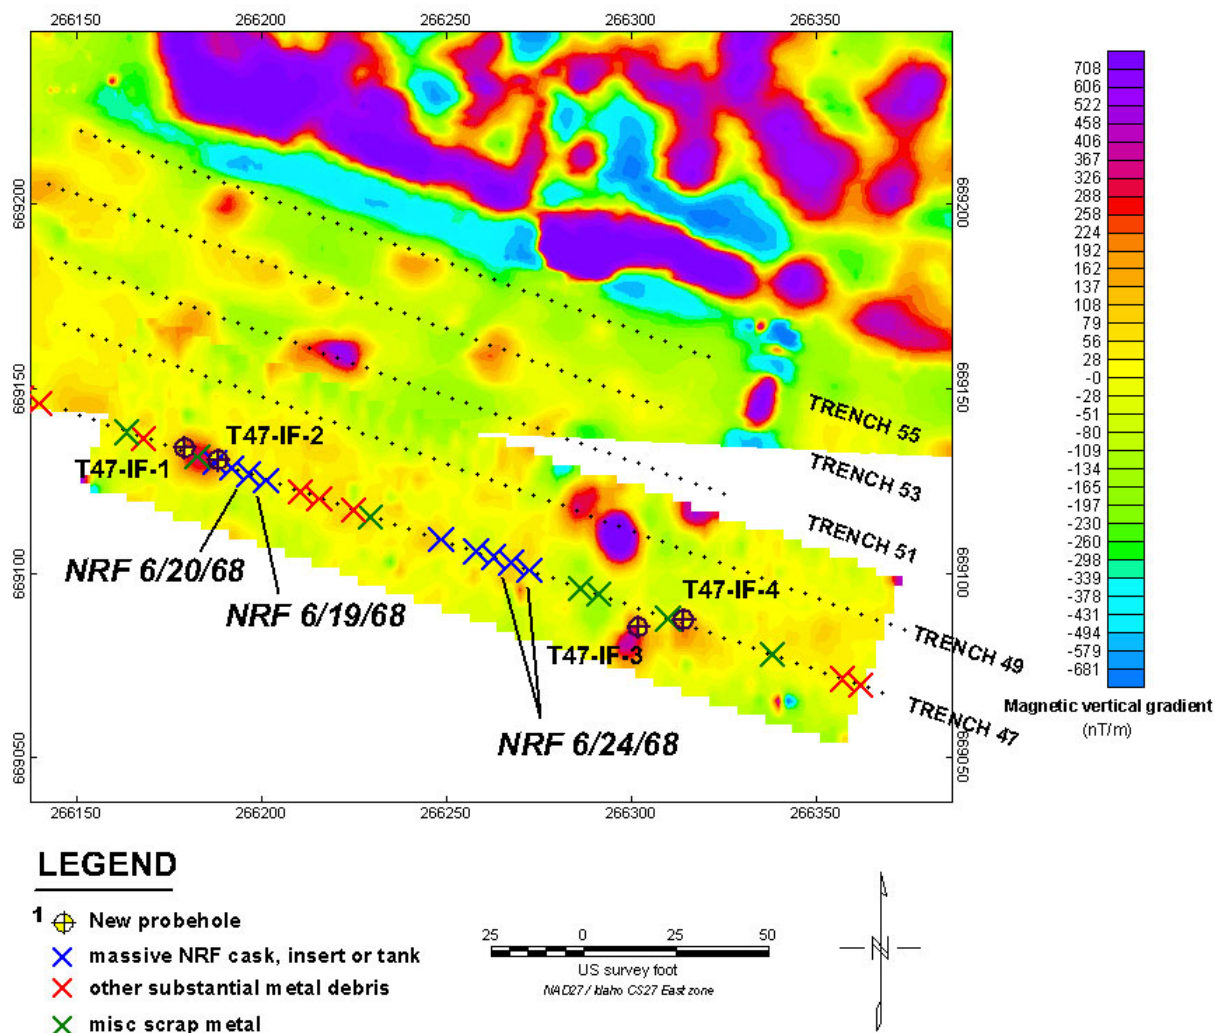 266150 266200 266250 266300 266350
708
606
522
458
406
367
326
288
258
224
192
162
137
108
79
56
28
-0
-28
-51
-80
-109
-134
-165
-197
-230
-260
-298
-339
-378
-431
-494
-579
-681
Magnetic vertical gradient
(nT/m)
669200 669200
669150 669150
669100 669100
669050 669050
TRENCH 55
TRENCH 53
TRENCH 51
TRENCH 49
TRENCH 47
T47-IF-2
T47-IF-1
T47-IF-4
T47-IF-3
NRF 6/20/68
NRF 6/19/68
NRF 6/24/68
266150 266200 266250 266300 266350
LEGEND
1 New probehole
massive NRF cask, insert or tank
other substantial metal debris
misc scrap metal
25 0 25 50
US survey foot
NAD27 / Idaho CS27 East zone
N